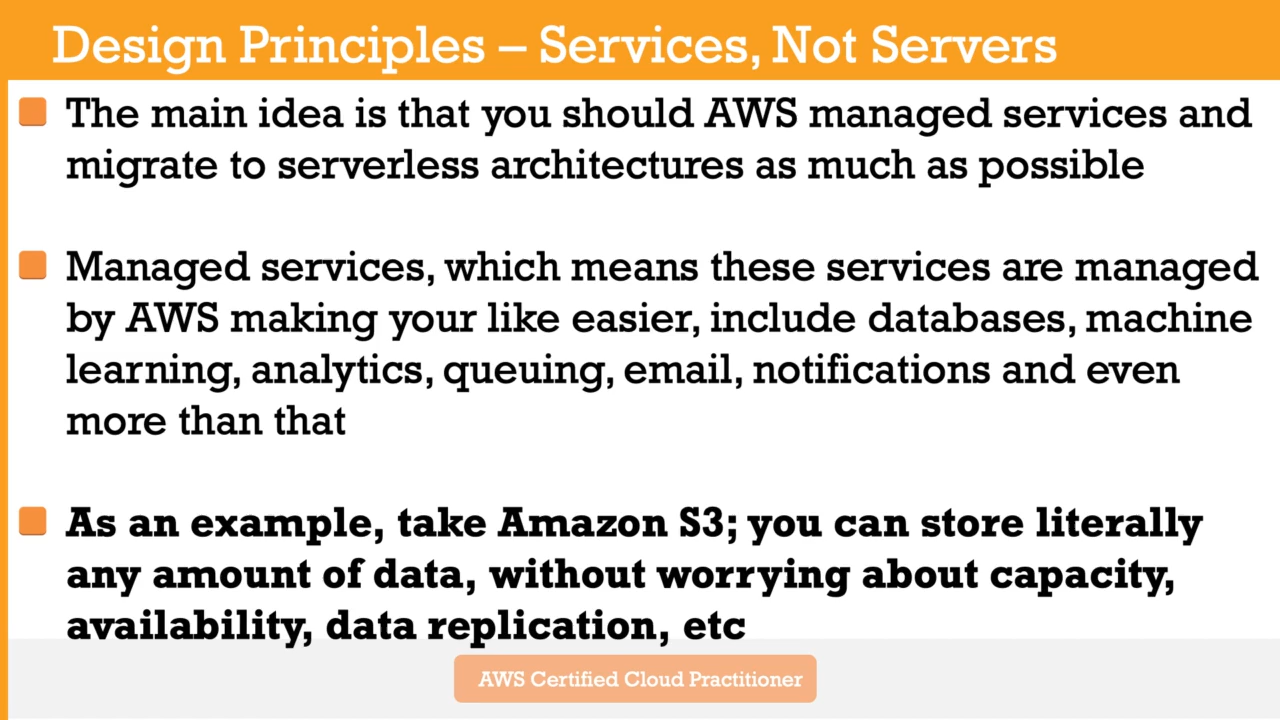 Design Principles – Services, Not Servers
The main idea is that you should AWS managed services and
migrate to serverless architectures as much as possible
Managed services, which means these services are managed
by AWS making your like easier, include databases, machine
learning, analytics, queuing, email, notifications and even
more than that
As an example, take Amazon S3; you can store literally
any amount of data, without worrying about capacity,
availability, data replication, etc
AWS Certified Cloud Practitioner